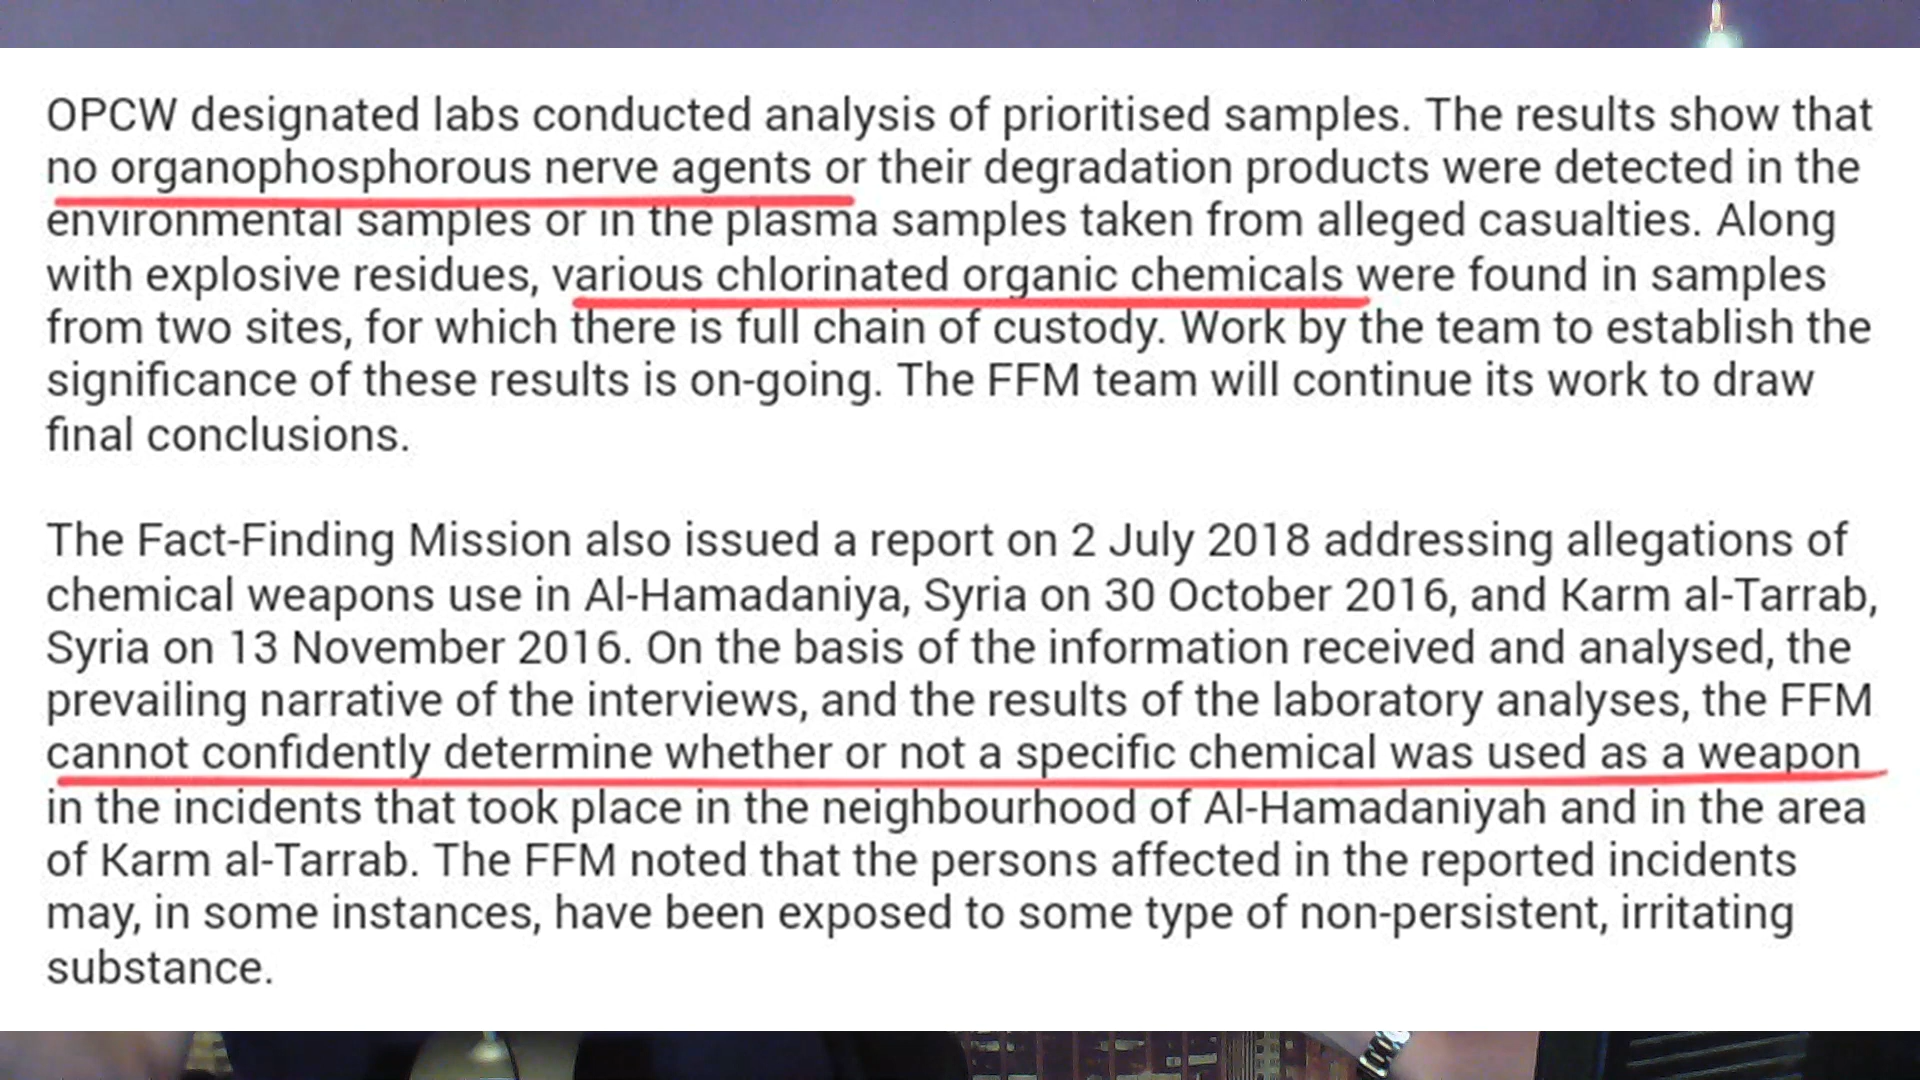 OPCW designated labs conducted analysis of prioritised samples. The results show that
no organophosphorous nerve agents or their degradation products were detected in the
environmental samples or in the plasma samples taken from alleged casualties. Along
with explosive residues, various chlorinated organic chemicals were found in samples
from two sites, for which there is full chain of custody. Work by the team to establish the
significance of these results is on-going. The FFM team will continue its work to draw
final conclusions.
The Fact-Finding Mission also issued a report on 2 July 2018 addressing allegations of
chemical weapons use in Al-Hamadaniya, Syria on 30 October 2016, and Karm al-Tarrab,
Syria on 13 November 2016. On the basis of the information received and analysed, the
prevailing narrative of the interviews, and the results of the laboratory analyses, the FFM
cannot confidently determine whether or not a specific chemical was used as a weapon
in the incidents that took place in the neighbourhood of Al-Hamadaniyah and in the area
of Karm al-Tarrab. The FFM noted that the persons affected in the reported incidents
may, in some instances, have been exposed to some type of non-persistent, irritating
substance.